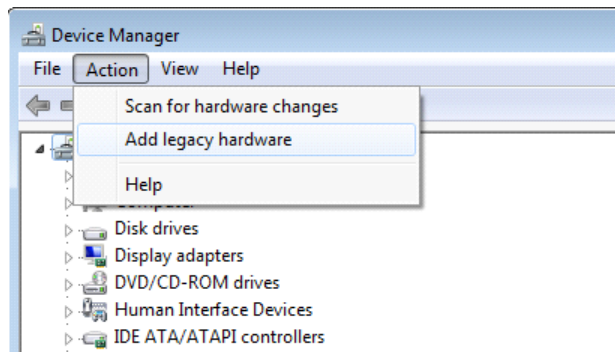 Device Manager
File Action View Help
Scan for hardware changes
Add legacy hardware
Help
Computer
Disk drives
Display adapters
DVD/CD-ROM drives
Human Interface Devices
IDE ATA/ATAPI controllers